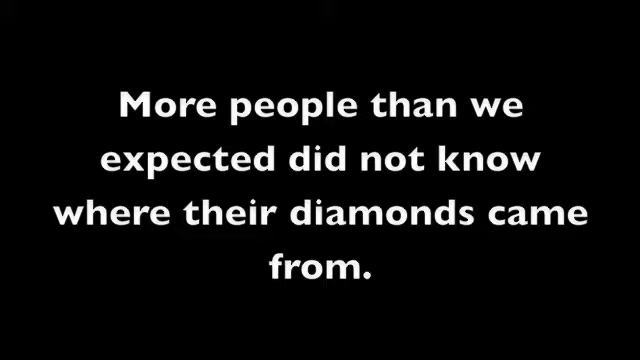 More people than we
expected did not know
where their diamonds came
from.